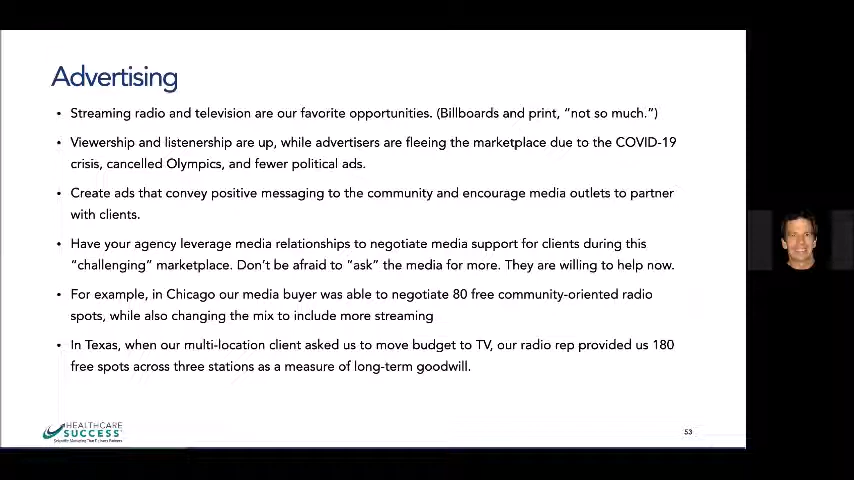 Advertising
• Streaming radio and television are our favorite opportunities. (Billboards and print, “not so much.”)
• Viewership and listenership are up, while advertisers are fleeing the marketplace due to the COVID-19
crisis, cancelled Olympics, and fewer political ads.
• Create ads that convey positive messaging to the community and encourage media outlets to partner
with clients.
• Have your agency leverage media relationships to negotiate media support for clients during this
“challenging” marketplace. Don’t be afraid to “ask” the media for more. They are willing to help now.
• For example, in Chicago our media buyer was able to negotiate 80 free community-oriented radio
spots, while also changing the mix to include more streaming
• In Texas, when our multi-location client asked us to move budget to TV, our radio rep provided us 180
free spots across three stations as a measure of long-term goodwill.
HEALTHCARE
SUCCESS
53